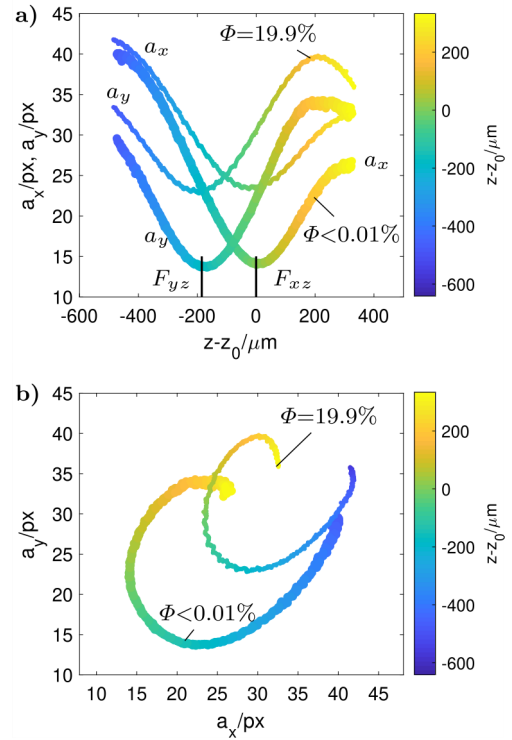 a)
45
40
35
30
25
20
15
10
a_x/px, a_y/px
a_x
a_y
a_y
a_x
Φ=19.9%
Φ<0.01%
F_yz
F_xz
-600 -400 -200 0 200 400
z-z_0/μm
200
0
-200
-400
-600
z-z_0/μm
b)
45
40
35
30
25
20
15
10
a_y/px
Φ=19.9%
Φ<0.01%
10 15 20 25 30 35 40 45
a_x/px
200
0
-200
-400
-600
z-z_0/μm